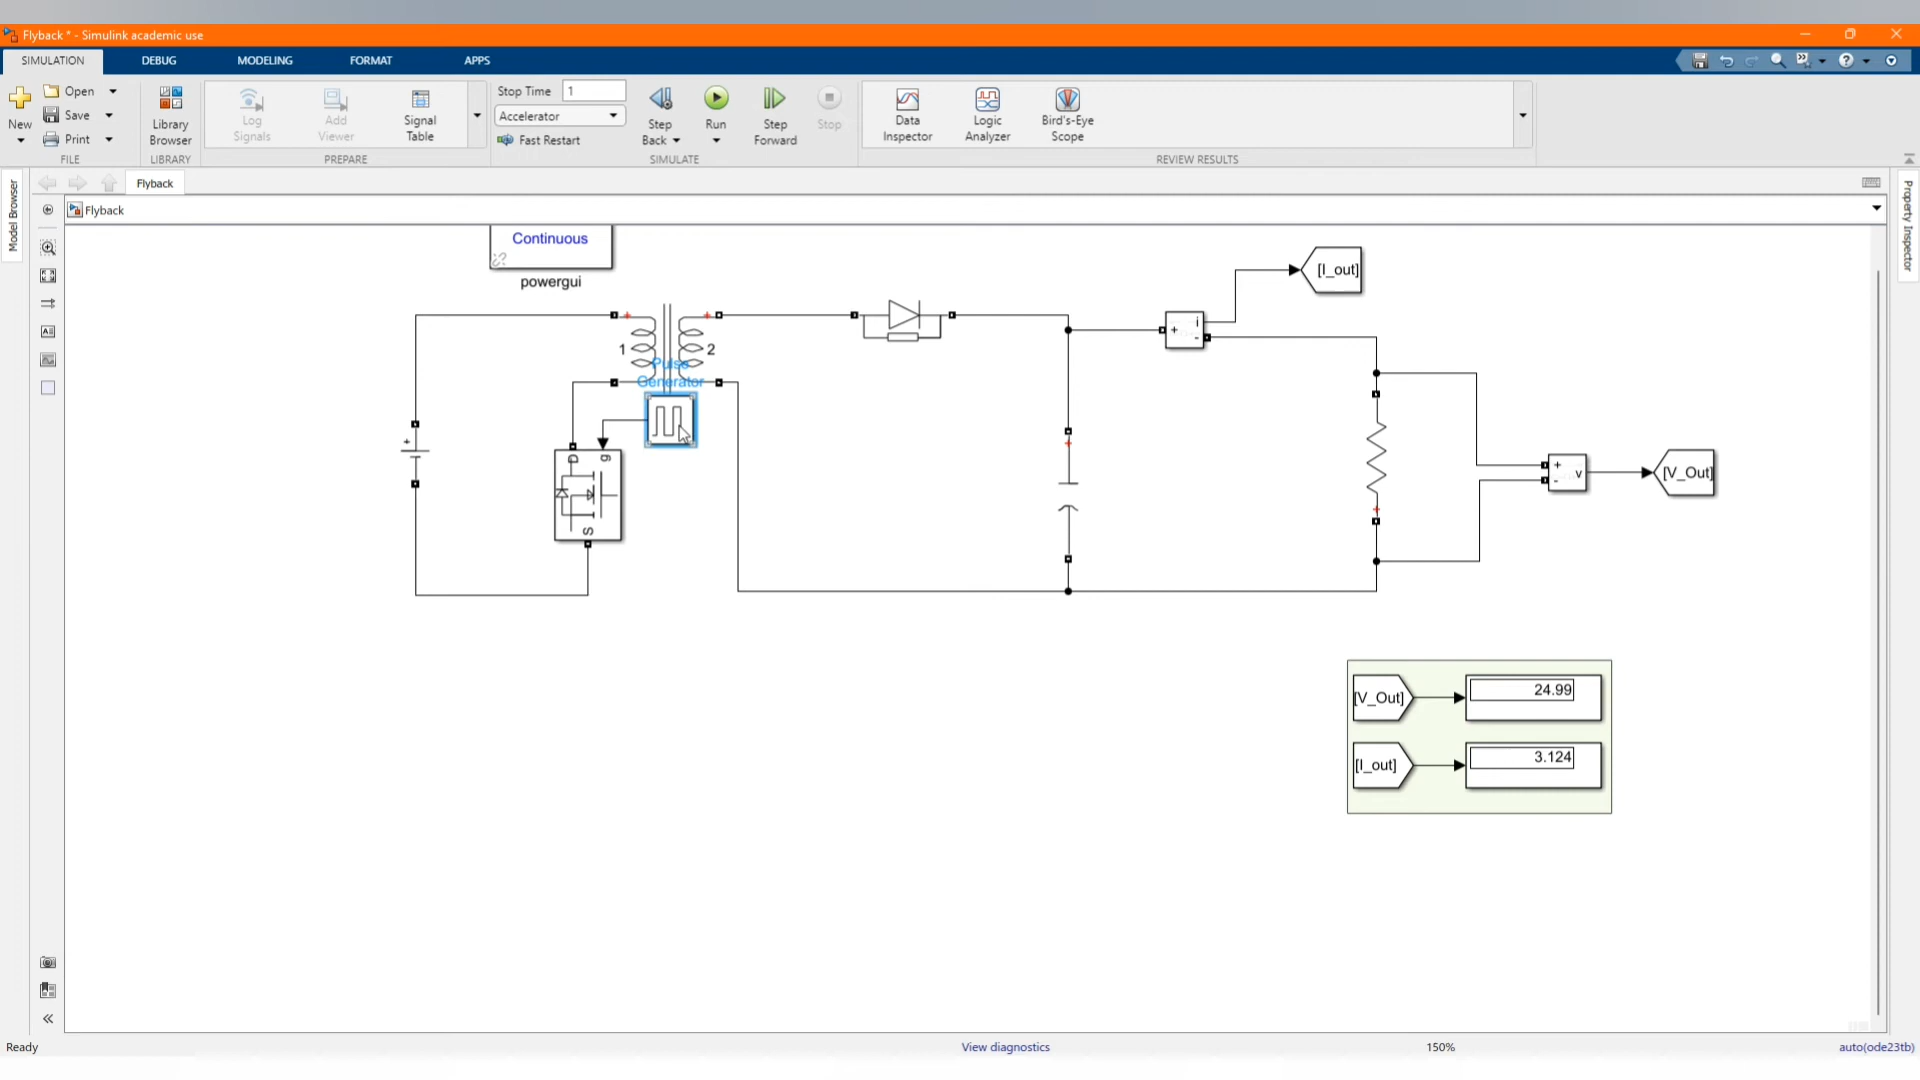 Flyback * - Simulink academic use
SIMULATION DEBUG MODELING FORMAT APPS
New
Open
Save
Print
FILE
Library Browser
LIBRARY
Log Signals
Add Viewer
Signal Table
PREPARE
Stop Time 1
Accelerator
Fast Restart
Step Back
Run
Step Forward
Stop
SIMULATE
Data Inspector
Logic Analyzer
Bird's-Eye Scope
REVIEW RESULTS
Model Browser
Property Inspector
Flyback
Flyback
Continuous
powergui
[I_out]
+ i
-
1 2
Pulse
Generator
D g
S
+
+ v
-
[V_Out]
[V_Out] 24.99
[I_out] 3.124
Ready View diagnostics 150% auto(ode23tb)